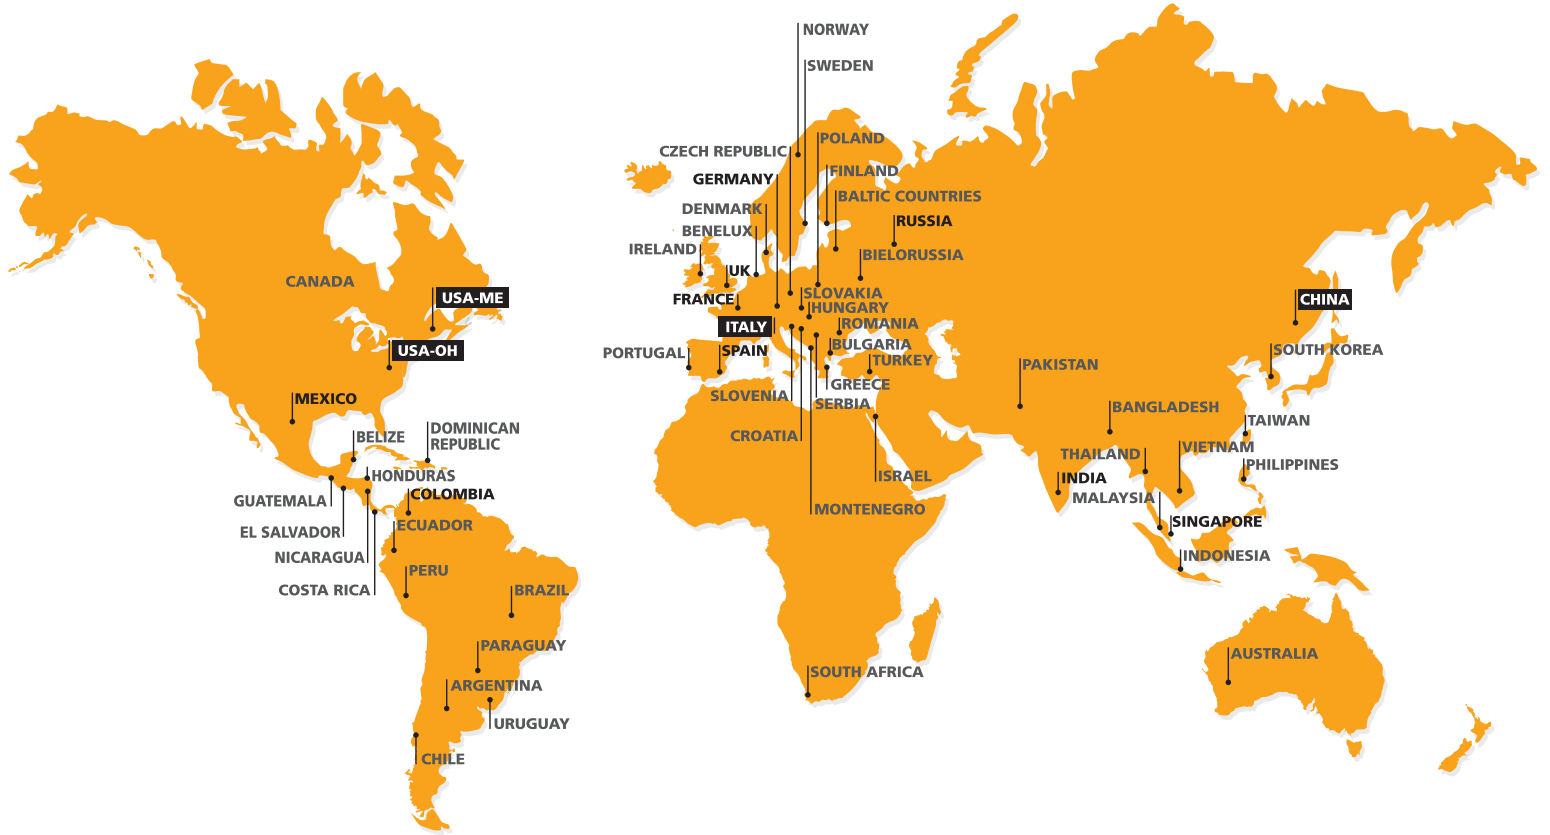 NORWAY
SWEDEN
POLAND
CZECH REPUBLIC
FINLAND
GERMANY
BALTIC COUNTRIES
DENMARK
RUSSIA
BENELUX
IRELAND
BIELORUSSIA
UK
CANADA
SLOVAKIA
USA-ME
FRANCE
CHINA
HUNGARY
ROMANIA
ITALY
BULGARIA
USA-OH
SPAIN
PORTUGAL
SOUTH KOREA
TURKEY
PAKISTAN
GREECE
SLOVENIA
MEXICO
SERBIA
BANGLADESH
TAIWAN
DOMINICAN
REPUBLIC
BELIZE
CROATIA
VIETNAM
THAILAND
PHILIPPINES
HONDURAS
ISRAEL
INDIA
COLOMBIA
MALAYSIA
GUATEMALA
MONTENEGRO
SINGAPORE
ECUADOR
EL SALVADOR
INDONESIA
NICARAGUA
PERU
COSTA RICA
BRAZIL
PARAGUAY
AUSTRALIA
SOUTH AFRICA
ARGENTINA
URUGUAY
CHILE